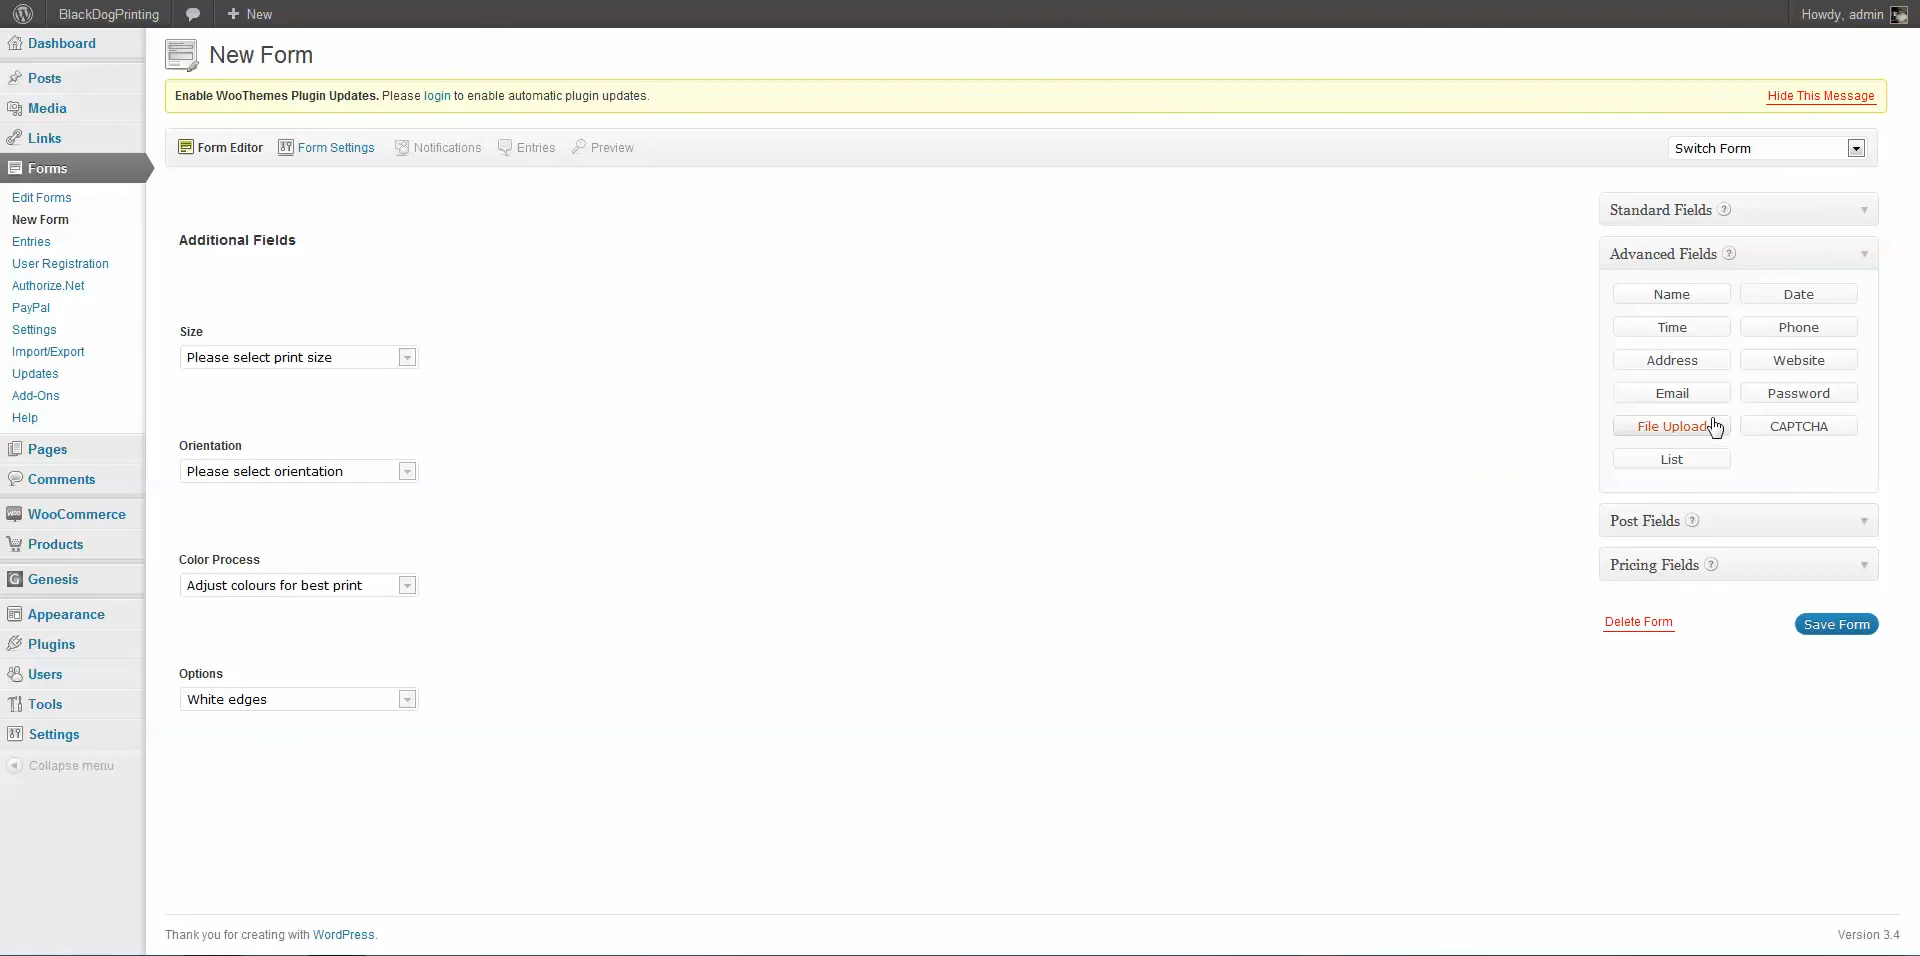 BlackDogPrinting
New
Howdy, admin
Dashboard
Posts
Media
Links
Forms
Edit Forms
New Form
Entries
User Registration
Authorize.Net
PayPal
Settings
Import/Export
Updates
Add-Ons
Help
Pages
Comments
WooCommerce
Products
Genesis
Appearance
Plugins
Users
Tools
Settings
Collapse menu
New Form
Enable WooThemes Plugin Updates. Please login to enable automatic plugin updates.
Hide This Message
Form Editor
Form Settings
Notifications
Entries
Preview
Switch Form
Additional Fields
Size
Please select print size
Orientation
Please select orientation
Color Process
Adjust colours for best print
Options
White edges
Standard Fields ?
Advanced Fields ?
Name
Date
Time
Phone
Address
Website
Email
Password
File Upload
CAPTCHA
List
Post Fields ?
Pricing Fields ?
Delete Form
Save Form
Thank you for creating with WordPress.
Version 3.4